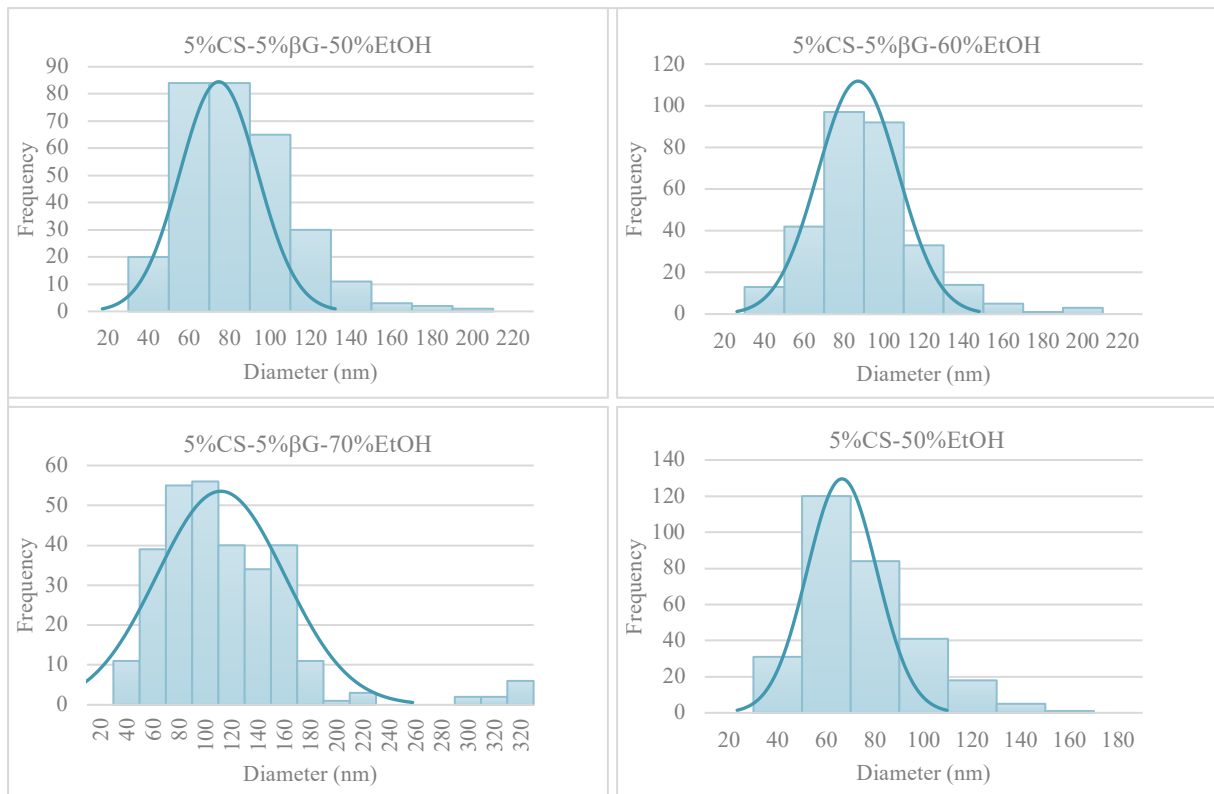 5%CS-5%βG-50%EtOH
90
80
70
60
50
40
30
20
10
0
Frequency
20 40 60 80 100 120 140 160 180 200 220
Diameter (nm)
5%CS-5%βG-60%EtOH
120
100
80
60
40
20
0
Frequency
20 40 60 80 100 120 140 160 180 200 220
Diameter (nm)
5%CS-5%βG-70%EtOH
60
50
40
30
20
10
0
Frequency
20 40 60 80 100 120 140 160 180 200 220 240 260 280 300 320 320
Diameter (nm)
5%CS-50%EtOH
140
120
100
80
60
40
20
0
Frequency
20 40 60 80 100 120 140 160 180
Diameter (nm)